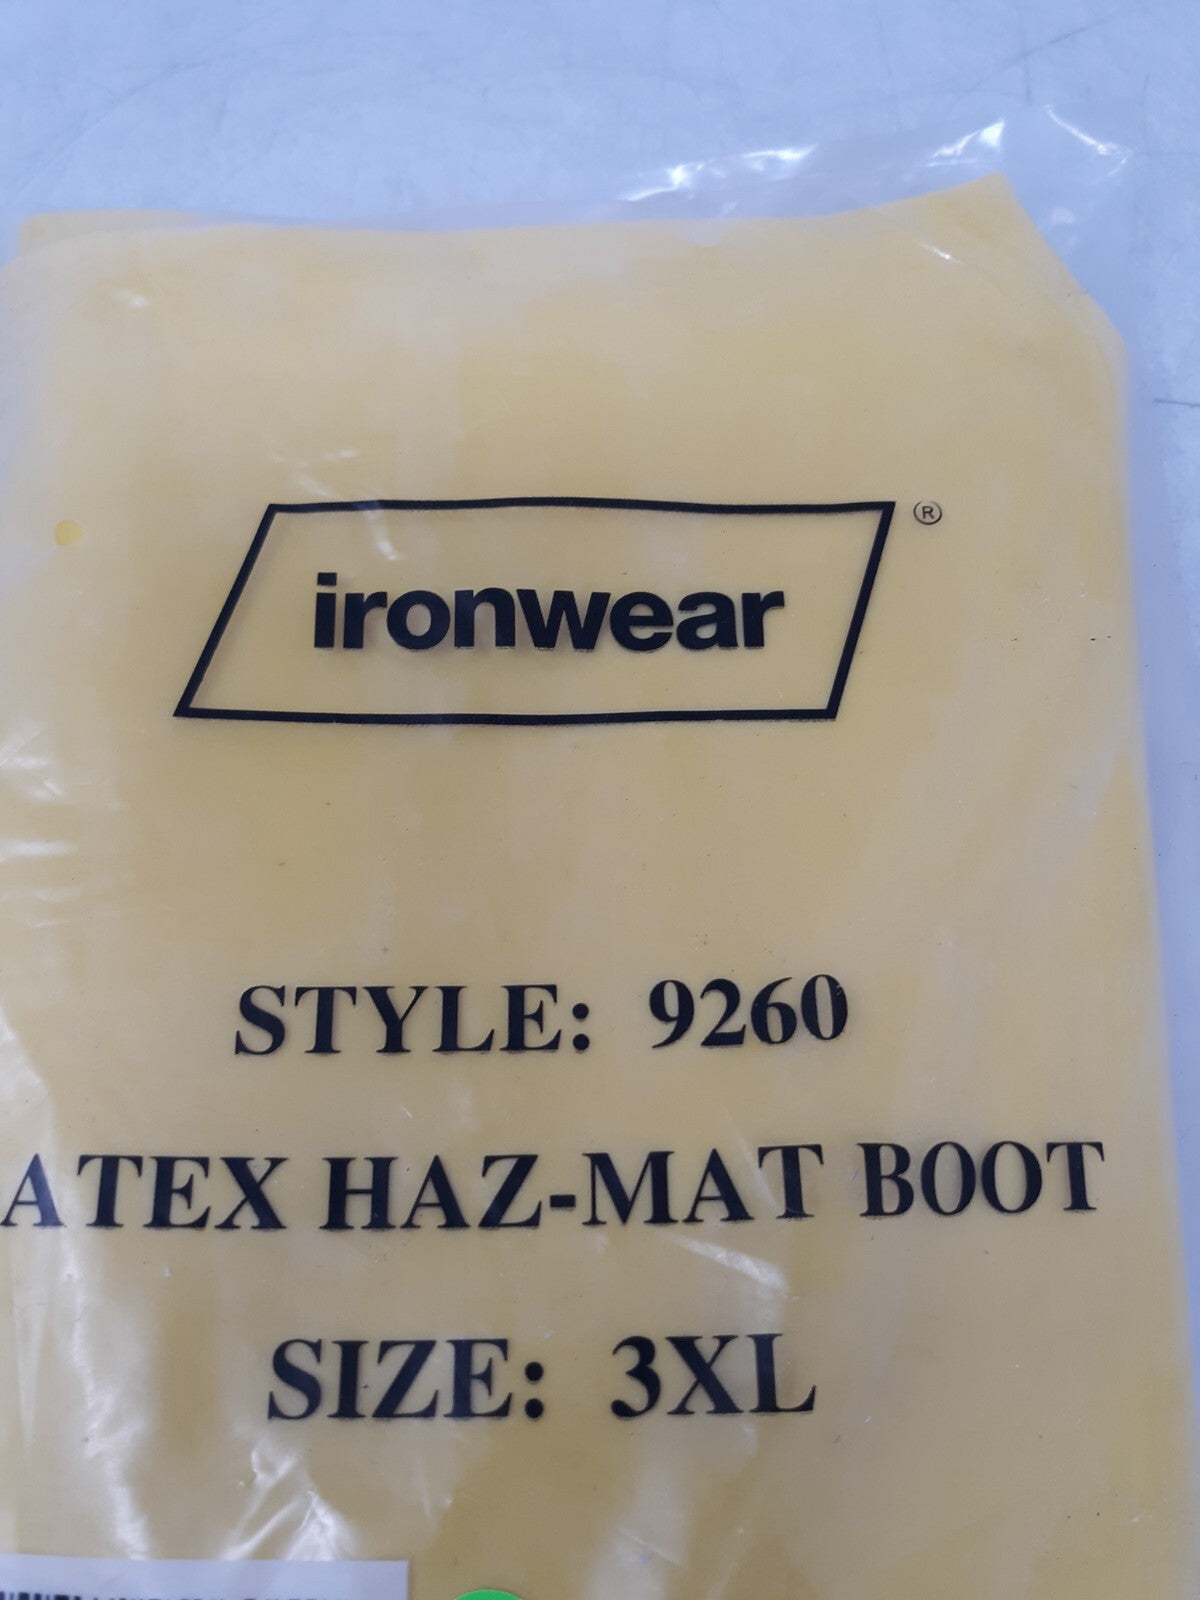 ironwear®
STYLE: 9260
ATEX HAZ-MAT BOOT
SIZE: 3XL